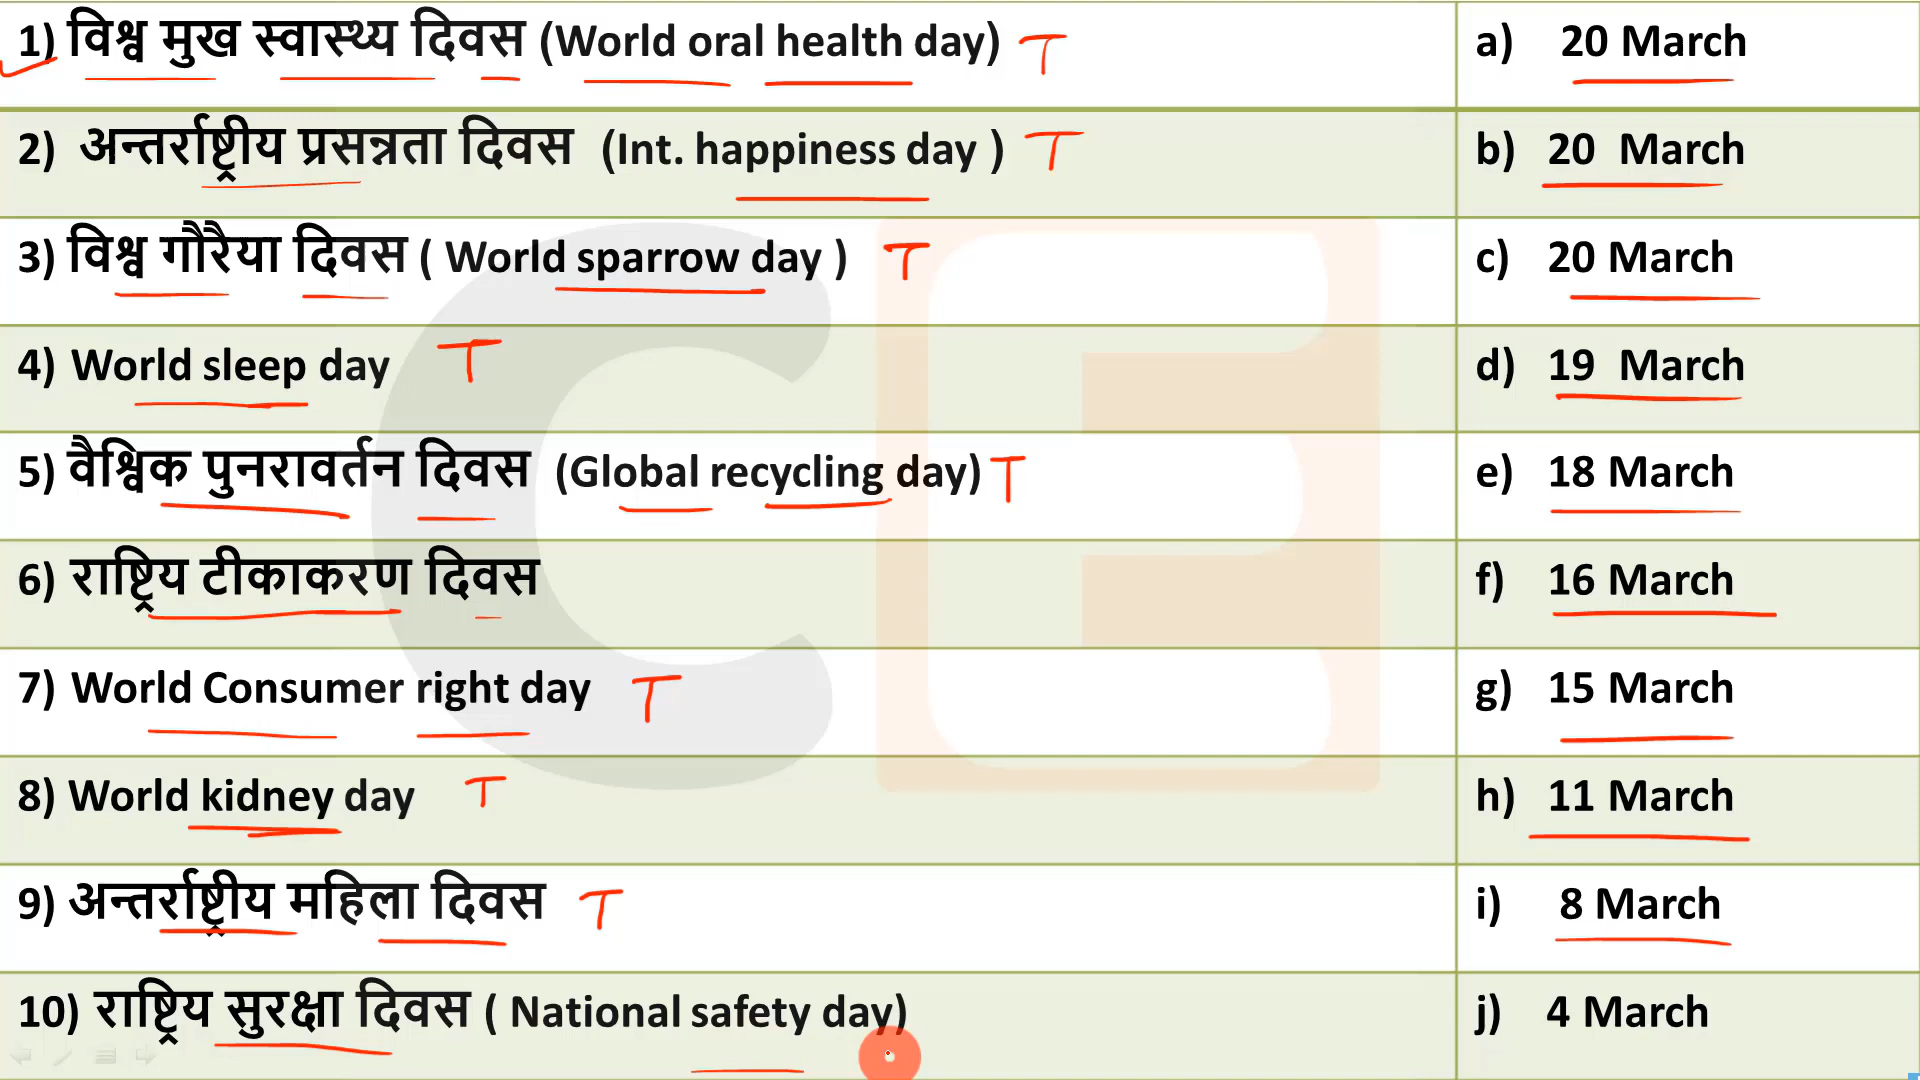 1) विश्व मुख स्वास्थ्य दिवस (World oral health day) T a) 20 March
2) अन्तर्राष्ट्रीय प्रसन्नता दिवस (Int. happiness day ) T b) 20 March
3) विश्व गौरैया दिवस ( World sparrow day ) T c) 20 March
4) World sleep day T d) 19 March
5) वैश्विक पुनरावर्तन दिवस (Global recycling day) T e) 18 March
6) राष्ट्रिय टीकाकरण दिवस f) 16 March
7) World Consumer right day T g) 15 March
8) World kidney day T h) 11 March
9) अन्तर्राष्ट्रीय महिला दिवस T i) 8 March
10) राष्ट्रिय सुरक्षा दिवस ( National safety day) j) 4 March
CE